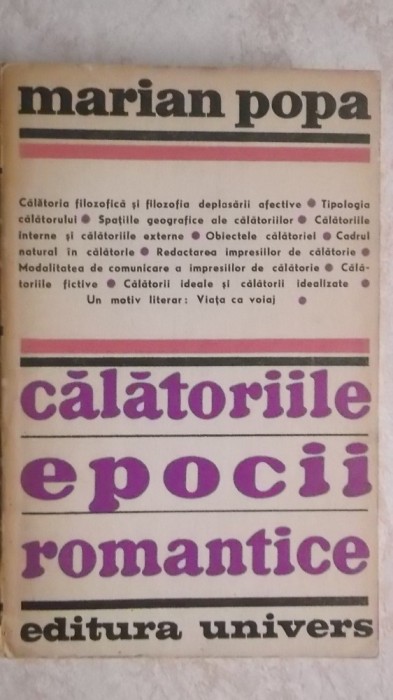 marian popa
Călătoria filozofică și filozofia deplasării afective ● Tipologia
călătorului ● Spațiile geografice ale călătoriilor ● Călătoriile
interne și călătoriile externe ● Obiectele călătoriei ● Cadrul
natural în călătorie ● Redactarea impresiilor de călătorie ●
Modalitatea de comunicare a impresiilor de călătorie ● Călă-
toriile fictive ● Călătorii ideale și călătorii idealizate ●
Un motiv literar: Viața ca voiaj ●
călătoriile
epocii
romantice
editura univers